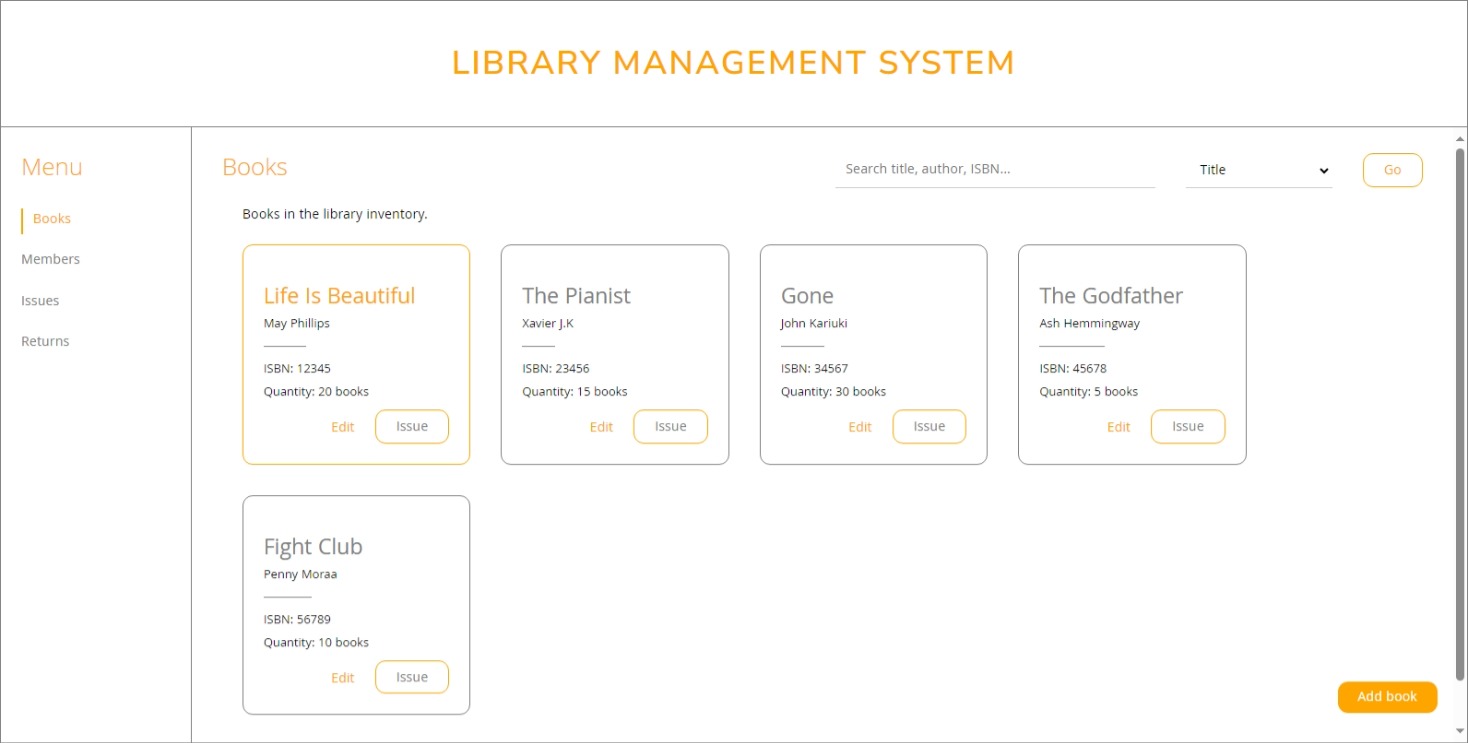 LIBRARY MANAGEMENT SYSTEM
Menu
Books
Members
Issues
Returns
Books
Search title, author, ISBN...
Title
Go
Books in the library inventory.
Life Is Beautiful
May Phillips
ISBN: 12345
Quantity: 20 books
Edit Issue
The Pianist
Xavier J.K
ISBN: 23456
Quantity: 15 books
Edit Issue
Gone
John Kariuki
ISBN: 34567
Quantity: 30 books
Edit Issue
The Godfather
Ash Hemmingway
ISBN: 45678
Quantity: 5 books
Edit Issue
Fight Club
Penny Moraa
ISBN: 56789
Quantity: 10 books
Edit Issue
Add book